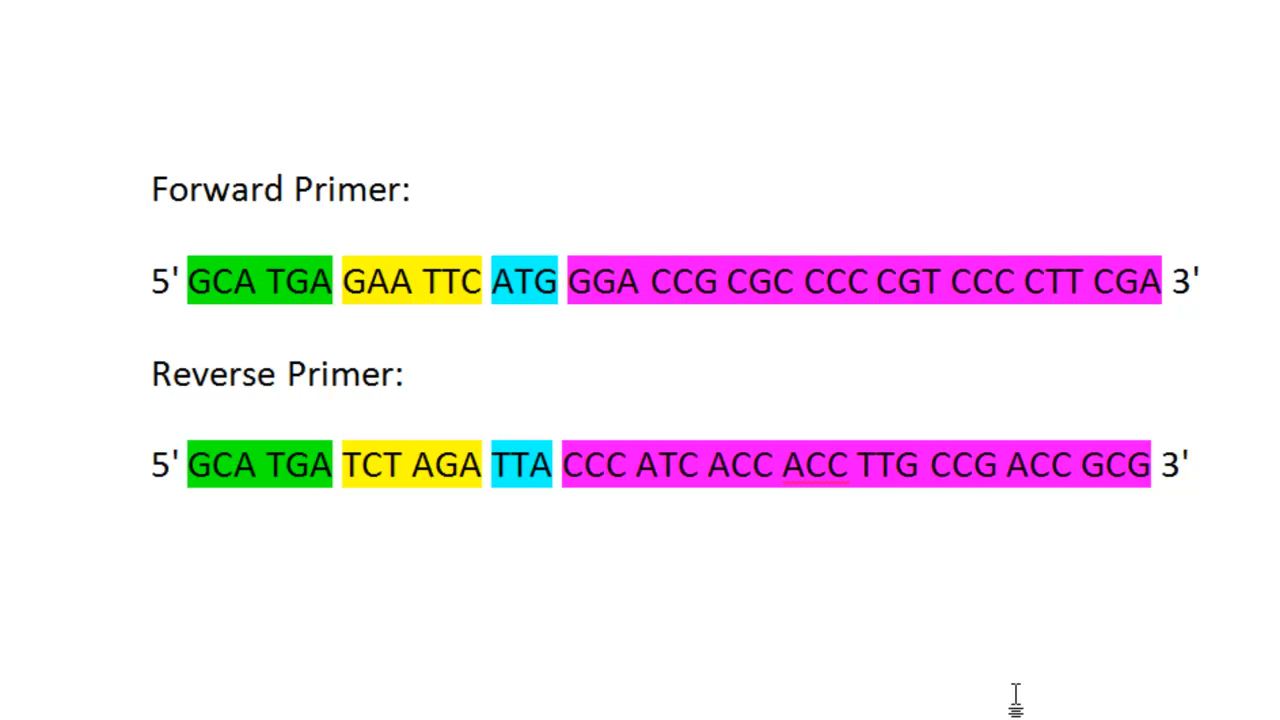 Forward Primer:
5' GCA TGA GAA TTC ATG GGA CCG CGC CCC CGT CCC CTT CGA 3'
Reverse Primer:
5' GCA TGA TCT AGA TTA CCC ATC ACC ACC TTG CCG ACC GCG 3'